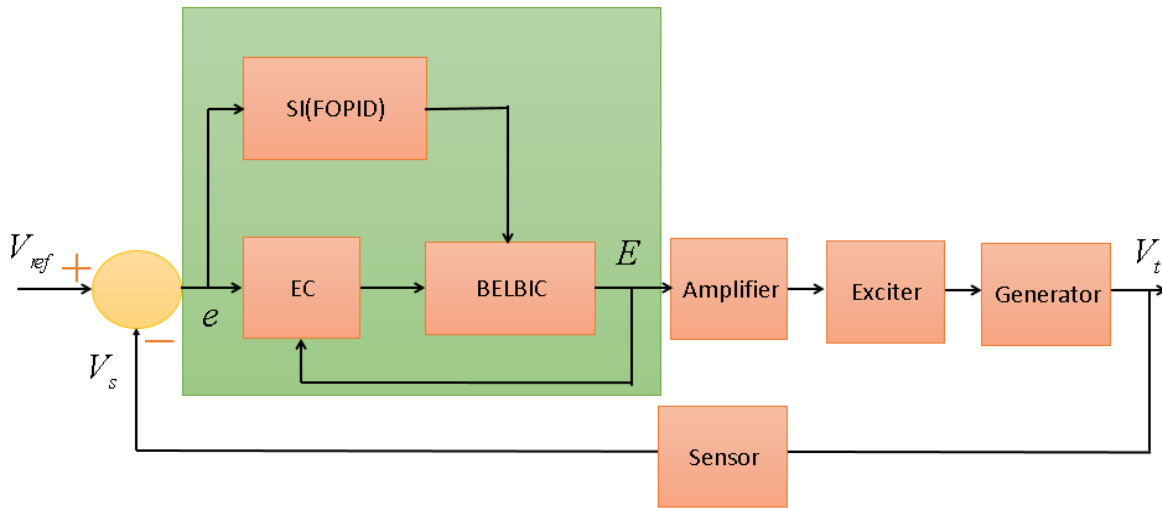 SI(FOPID)
V_ref
+
e
EC
BELBIC
E
Amplifier
Exciter
Generator
V_t
−
V_s
Sensor